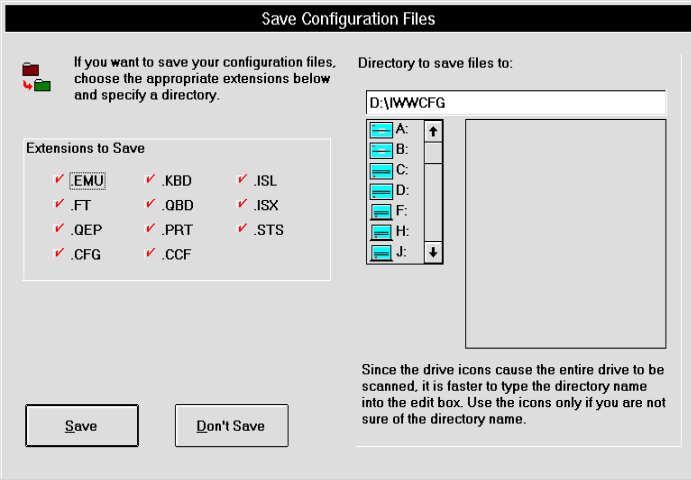 Save Configuration Files
If you want to save your configuration files,
choose the appropriate extensions below
and specify a directory.
Extensions to Save
.EMU .KBD .ISL
.FT .QBD .ISX
.QEP .PRT .STS
.CFG .CCF
Save Don't Save
Directory to save files to:
D:\IWWCFG
A:
B:
C:
D:
F:
H:
J:
Since the drive icons cause the entire drive to be
scanned, it is faster to type the directory name
into the edit box. Use the icons only if you are not
sure of the directory name.